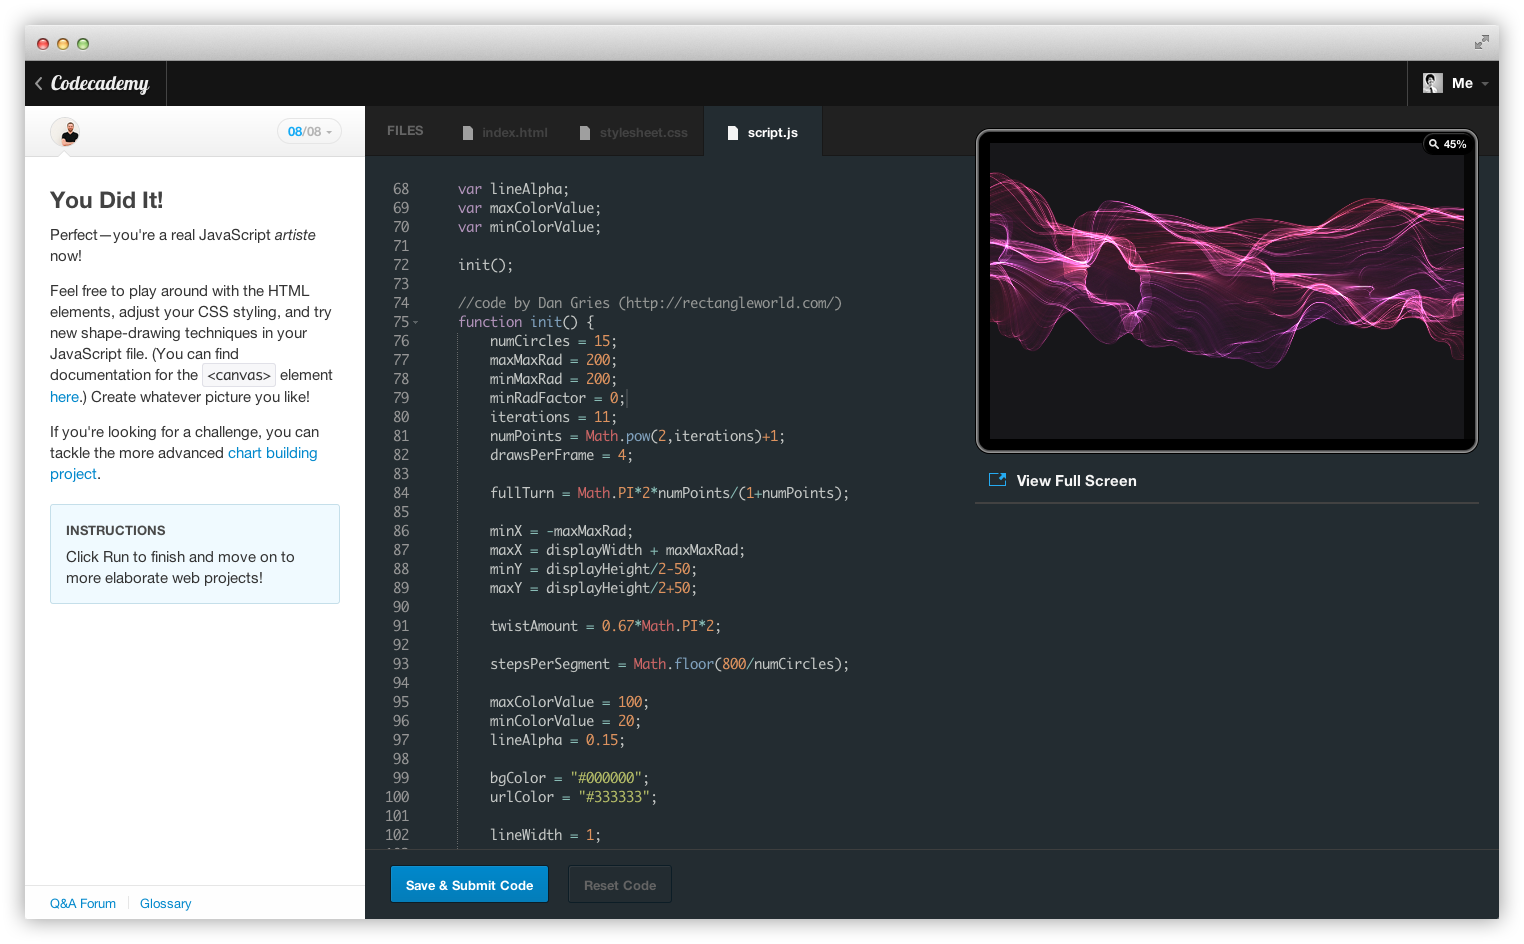 Codecademy
Me
08/08
FILES
index.html
stylesheet.css
script.js
45%
You Did It!
Perfect—you're a real JavaScript artiste
now!
Feel free to play around with the HTML
elements, adjust your CSS styling, and try
new shape-drawing techniques in your
JavaScript file. (You can find
documentation for the <canvas> element
here.) Create whatever picture you like!
If you're looking for a challenge, you can
tackle the more advanced chart building
project.
INSTRUCTIONS
Click Run to finish and move on to
more elaborate web projects!
Q&A Forum
Glossary
68 var lineAlpha;
69 var maxColorValue;
70 var minColorValue;
71
72 init();
73
74 //code by Dan Gries (http://rectangleworld.com/)
75 function init() {
76 numCircles = 15;
77 maxMaxRad = 200;
78 minMaxRad = 200;
79 minRadFactor = 0;
80 iterations = 11;
81 numPoints = Math.pow(2,iterations)+1;
82 drawsPerFrame = 4;
83
84 fullTurn = Math.PI*2*numPoints/(1+numPoints);
85
86 minX = -maxMaxRad;
87 maxX = displayWidth + maxMaxRad;
88 minY = displayHeight/2-50;
89 maxY = displayHeight/2+50;
90
91 twistAmount = 0.67*Math.PI*2;
92
93 stepsPerSegment = Math.floor(800/numCircles);
94
95 maxColorValue = 100;
96 minColorValue = 20;
97 lineAlpha = 0.15;
98
99 bgColor = "#000000";
100 urlColor = "#333333";
101
102 lineWidth = 1;
View Full Screen
Save & Submit Code
Reset Code